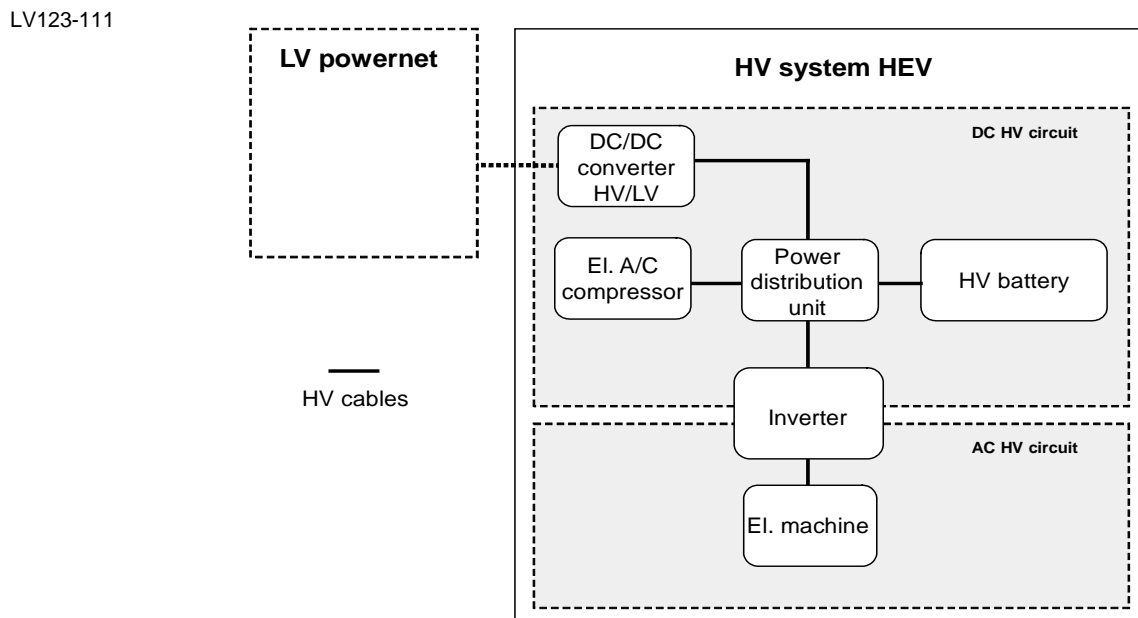 LV123-111
LV powernet
HV system HEV
DC HV circuit
DC/DC
converter
HV/LV
El. A/C
compressor
Power
distribution
unit
HV battery
HV cables
Inverter
AC HV circuit
El. machine